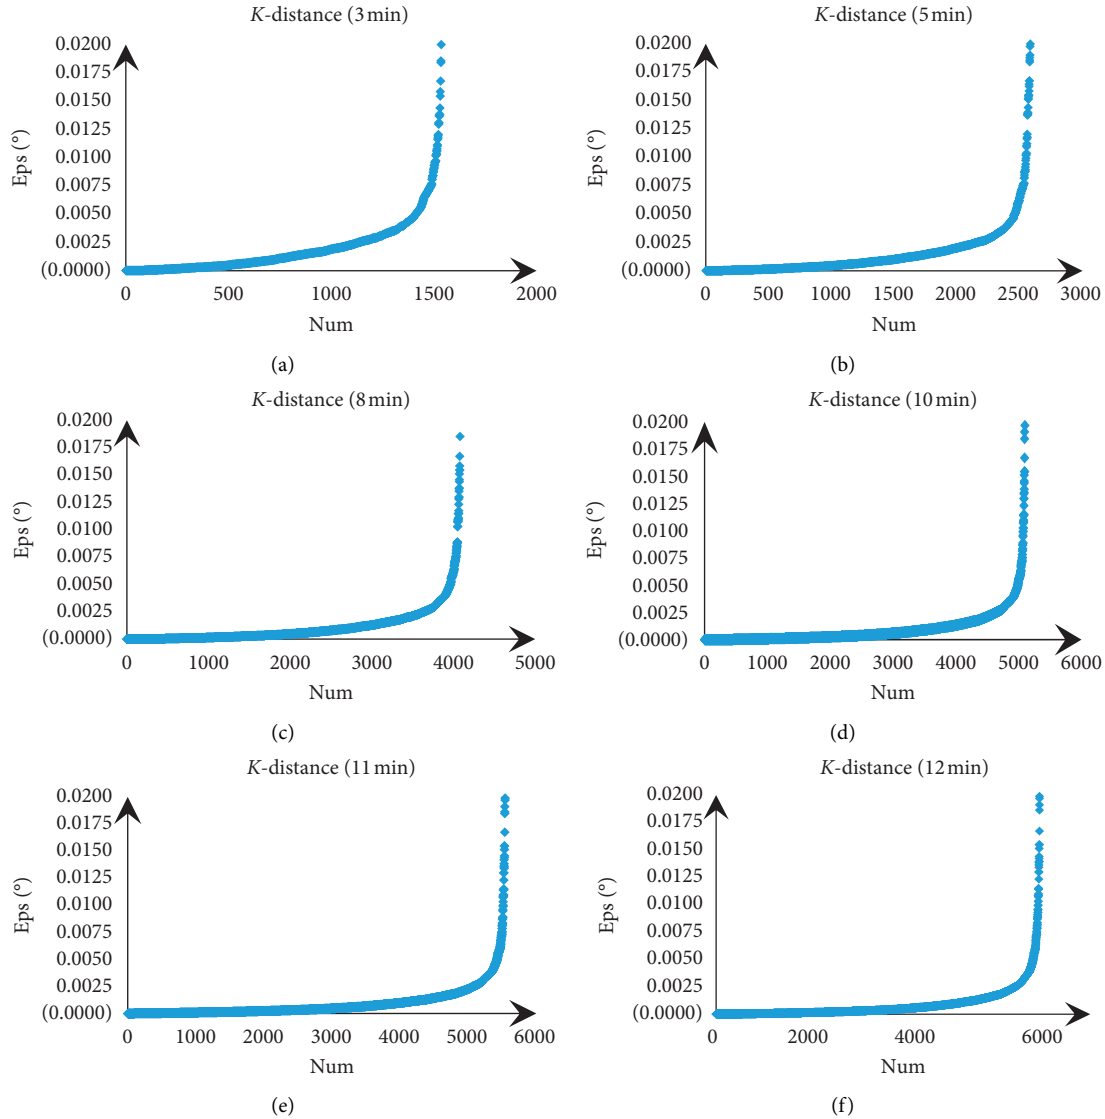 K-distance (3 min)
0.0200
0.0175
0.0150
0.0125
0.0100
0.0075
0.0050
0.0025
(0.0000)
Eps (°)
0 500 1000 1500 2000
Num
(a)
K-distance (5 min)
0.0200
0.0175
0.0150
0.0125
0.0100
0.0075
0.0050
0.0025
(0.0000)
Eps (°)
0 500 1000 1500 2000 2500 3000
Num
(b)
K-distance (8 min)
0.0200
0.0175
0.0150
0.0125
0.0100
0.0075
0.0050
0.0025
(0.0000)
Eps (°)
0 1000 2000 3000 4000 5000
Num
(c)
K-distance (10 min)
0.0200
0.0175
0.0150
0.0125
0.0100
0.0075
0.0050
0.0025
(0.0000)
Eps (°)
0 1000 2000 3000 4000 5000 6000
Num
(d)
K-distance (11 min)
0.0200
0.0175
0.0150
0.0125
0.0100
0.0075
0.0050
0.0025
(0.0000)
Eps (°)
0 1000 2000 3000 4000 5000 6000
Num
(e)
K-distance (12 min)
0.0200
0.0175
0.0150
0.0125
0.0100
0.0075
0.0050
0.0025
(0.0000)
Eps (°)
0 2000 4000 6000
Num
(f)